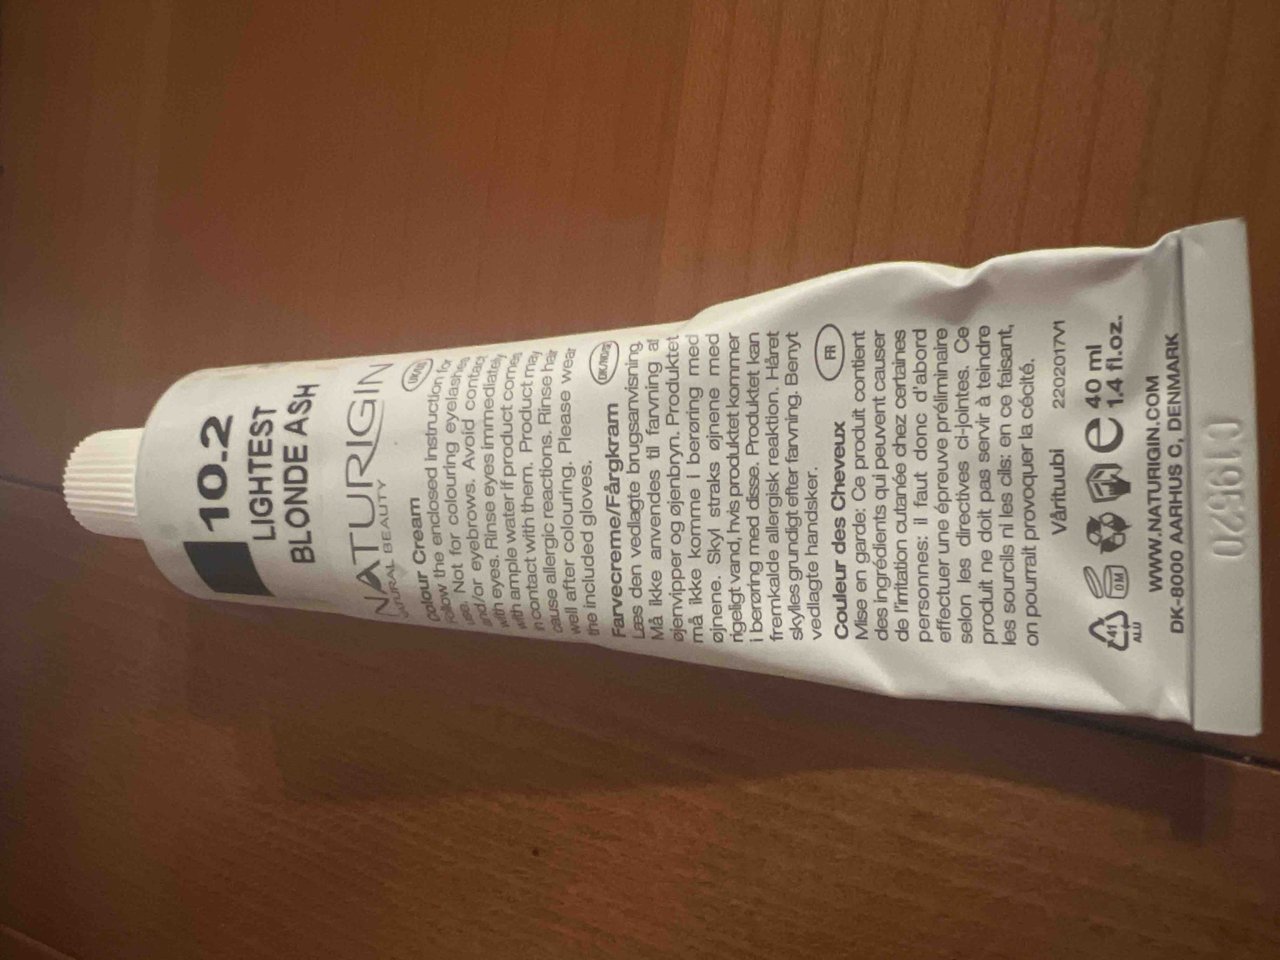 10.2
LIGHTEST
BLONDE ASH
NATURIGIN
NATURAL BEAUTY
Colour Cream
UK/IE
Follow the enclosed instruction for
use. Not for colouring eyelashes
and/or eyebrows. Avoid contact
with eyes. Rinse eyes immediately
with ample water if product comes
in contact with them. Product may
cause allergic reactions. Rinse hair
well after colouring. Please wear
the included gloves.
Farvecreme/Fårgkram
Læs den vedlagte brugsanvisning.
Må ikke anvendes til farvning af
øjenvipper og øjenbryn. Produktet
må ikke komme i berøring med
øjnene. Skyl straks øjnene med
rigeligt vand, hvis produktet kommer
i berøring med disse. Produktet kan
fremkalde allergisk reaktion. Håret
skylles grundigt efter farvning. Benyt
vedlagte handsker.
Couleur des Cheveux
FR
Mise en garde: Ce produit contient
des ingrédients qui peuvent causer
de l'irritation cutanée chez certaines
personnes: il faut donc d'abord
effectuer une épreuve préliminaire
selon les directives ci-jointes. Ce
produit ne doit pas servir à teindre
les sourcils ni les cils: en ce faisant,
on pourrait provoquer la cécité.
Värituubi 2202017V1
41
ALU
e 40 ml
1.4 fl.oz.
WWW.NATURIGIN.COM
DK-8000 AARHUS C, DENMARK
019520